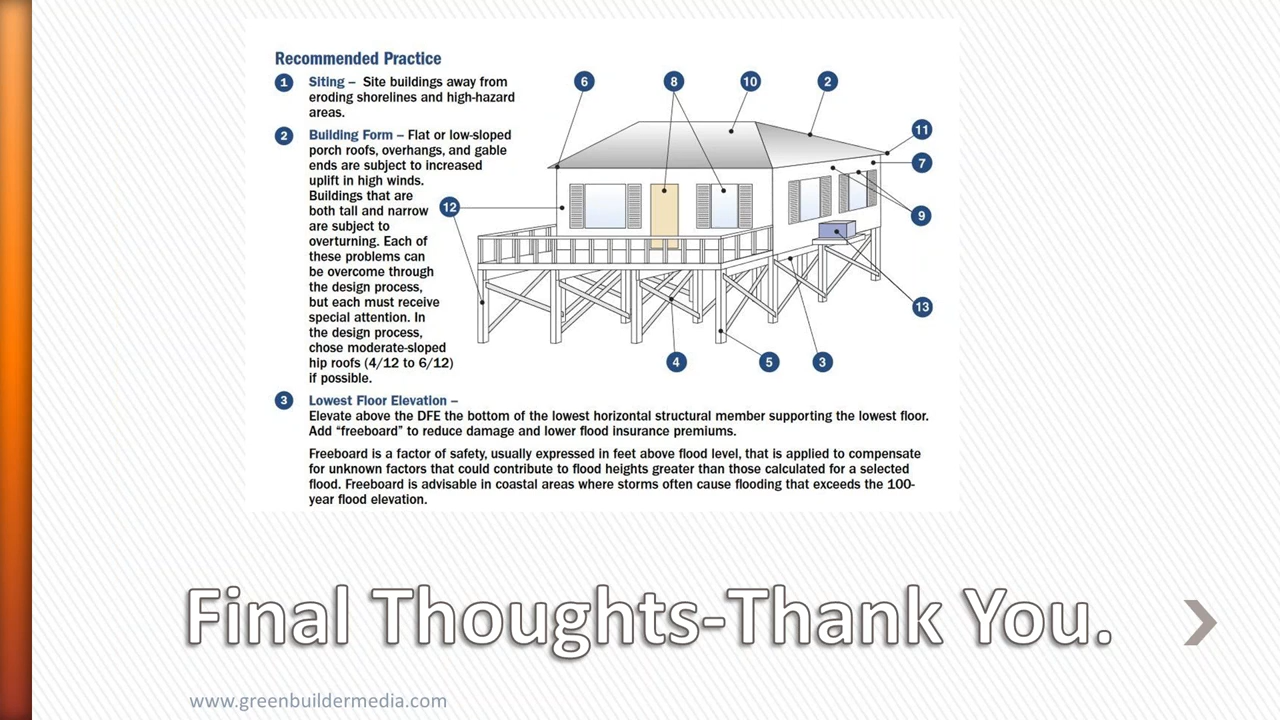 Recommended Practice
1 Siting – Site buildings away from
eroding shorelines and high-hazard
areas.
2 Building Form – Flat or low-sloped
porch roofs, overhangs, and gable
ends are subject to increased
uplift in high winds.
Buildings that are
both tall and narrow
are subject to
overturning. Each of
these problems can
be overcome through
the design process,
but each must receive
special attention. In
the design process,
chose moderate-sloped
hip roofs (4/12 to 6/12)
if possible.
6 8 10 2
11
7
12
9
13
4 5 3
3 Lowest Floor Elevation –
Elevate above the DFE the bottom of the lowest horizontal structural member supporting the lowest floor.
Add “freeboard” to reduce damage and lower flood insurance premiums.
Freeboard is a factor of safety, usually expressed in feet above flood level, that is applied to compensate
for unknown factors that could contribute to flood heights greater than those calculated for a selected
flood. Freeboard is advisable in coastal areas where storms often cause flooding that exceeds the 100-
year flood elevation.
Final Thoughts-Thank You.
www.greenbuildermedia.com